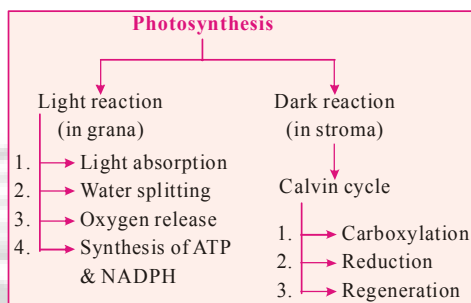 Photosynthesis
Light reaction
(in grana)
1. Light absorption
2. Water splitting
3. Oxygen release
4. Synthesis of ATP
& NADPH
Dark reaction
(in stroma)
Calvin cycle
1. Carboxylation
2. Reduction
3. Regeneration